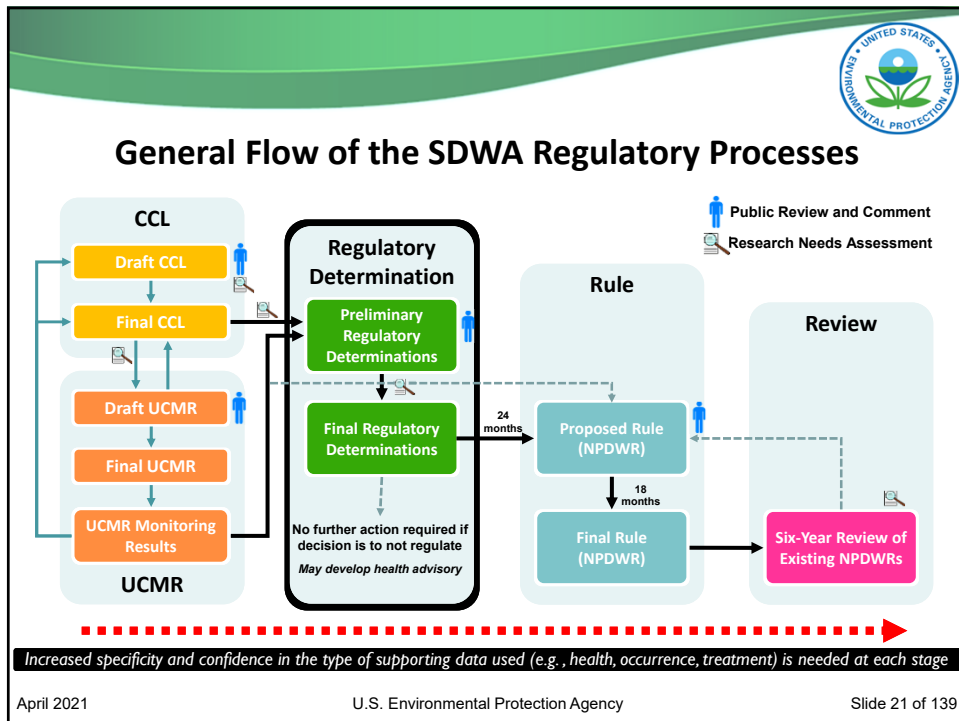 UNITED STATES
ENVIRONMENTAL PROTECTION AGENCY
General Flow of the SDWA Regulatory Processes
Public Review and Comment
Research Needs Assessment
CCL
Draft CCL
Final CCL
Draft UCMR
Final UCMR
UCMR Monitoring
Results
UCMR
Regulatory
Determination
Preliminary
Regulatory
Determinations
Final Regulatory
Determinations
No further action required if
decision is to not regulate
May develop health advisory
24
months
Rule
Proposed Rule
(NPDWR)
18
months
Final Rule
(NPDWR)
Review
Six-Year Review of
Existing NPDWRs
Increased specificity and confidence in the type of supporting data used (e.g., health, occurrence, treatment) is needed at each stage
April 2021
U.S. Environmental Protection Agency
Slide 21 of 139